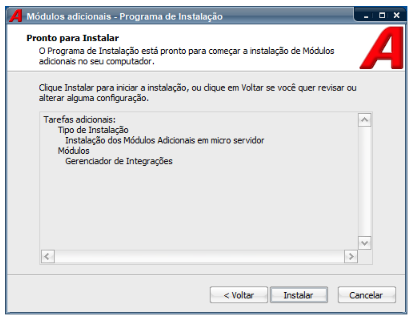 Módulos adicionais - Programa de Instalação
Pronto para Instalar
O Programa de Instalação está pronto para começar a instalação de Módulos
adicionais no seu computador.
A
Clique Instalar para iniciar a instalação, ou clique em Voltar se você quer revisar ou
alterar alguma configuração.
Tarefas adicionais:
Tipo de Instalação
Instalação dos Módulos Adicionais em micro servidor
Módulos
Gerenciador de Integrações
< Voltar
Instalar
Cancelar